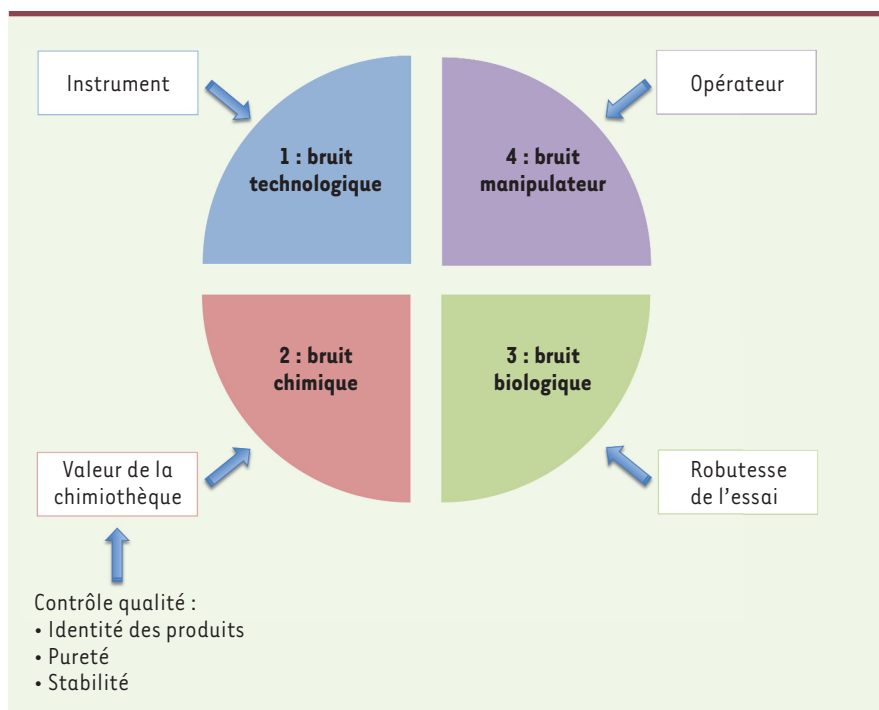 Instrument
Opérateur
1 : bruit
technologique
4 : bruit
manipulateur
2 : bruit
chimique
3 : bruit
biologique
Valeur de la
chimiothèque
Robutesse
de l'essai
Contrôle qualité :
• Identité des produits
• Pureté
• Stabilité